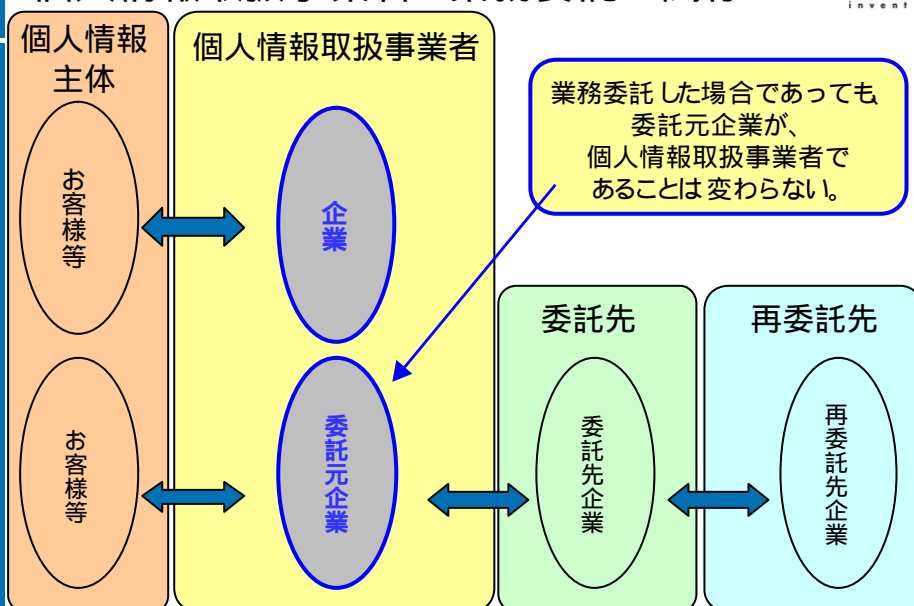 invent
個人情報
主体
個人情報取扱事業者
業務委託した場合であっても、
委託元企業が、
個人情報取扱事業者で
あることは変わらない。
お客様等
企業
委託先
再委託先
お客様等
委託元企業
委託先企業
再委託先企業